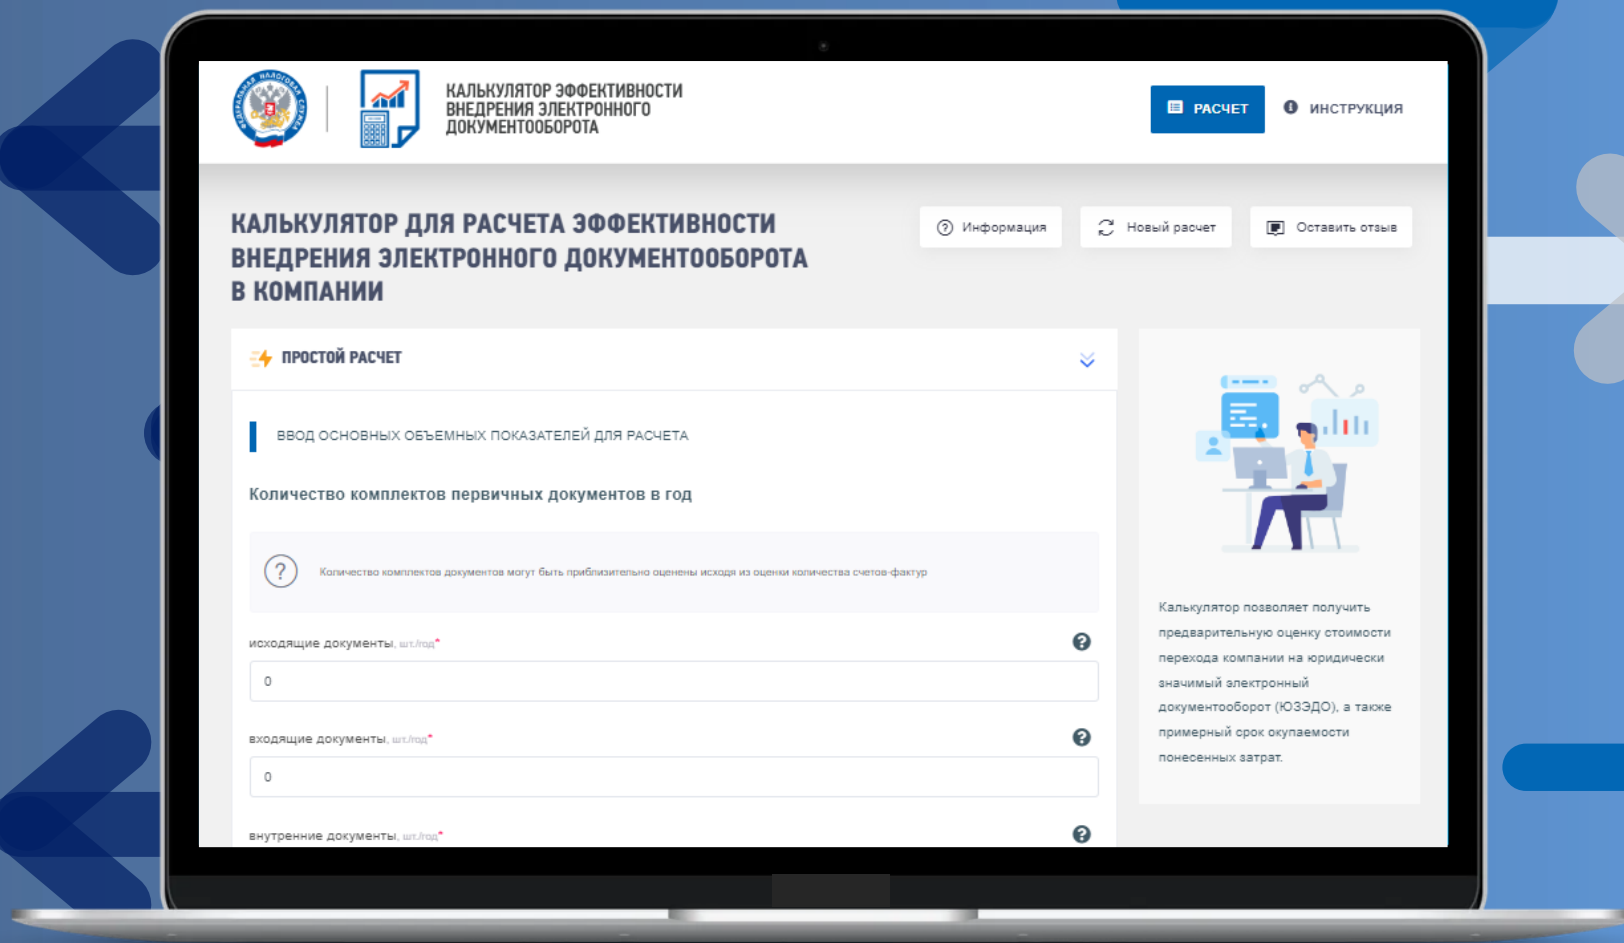 ФЕДЕРАЛЬНАЯ НАЛОГОВАЯ СЛУЖБА
КАЛЬКУЛЯТОР ЭФФЕКТИВНОСТИ
ВНЕДРЕНИЯ ЭЛЕКТРОННОГО
ДОКУМЕНТООБОРОТА
РАСЧЕТ
ИНСТРУКЦИЯ
КАЛЬКУЛЯТОР ДЛЯ РАСЧЕТА ЭФФЕКТИВНОСТИ
ВНЕДРЕНИЯ ЭЛЕКТРОННОГО ДОКУМЕНТООБОРОТА
В КОМПАНИИ
Информация
Новый расчет
Оставить отзыв
ПРОСТОЙ РАСЧЕТ
ВВОД ОСНОВНЫХ ОБЪЕМНЫХ ПОКАЗАТЕЛЕЙ ДЛЯ РАСЧЕТА
Количество комплектов первичных документов в год
Количество комплектов документов могут быть приблизительно оценены исходя из оценки количества счетов-фактур
исходящие документы, шт./год*
0
входящие документы, шт./год*
0
внутренние документы, шт./год*
Калькулятор позволяет получить
предварительную оценку стоимости
перехода компании на юридически
значимый электронный
документооборот (ЮЗЭДО), а также
примерный срок окупаемости
понесенных затрат.